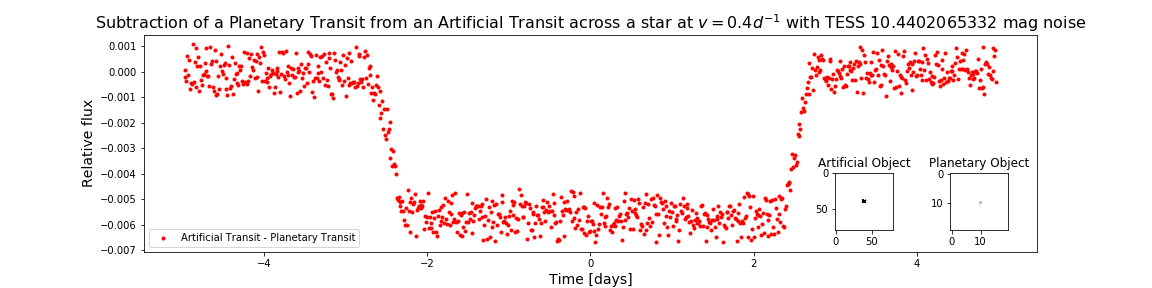 Subtraction of a Planetary Transit from an Artificial Transit across a star at v = 0.4d⁻¹ with TESS 10.4402065332 mag noise
Relative flux
0.001
0.000
−0.001
−0.002
−0.003
−0.004
−0.005
−0.006
−0.007
Artificial Transit - Planetary Transit
Artificial Object
0
50
0 50
Planetary Object
0
10
0 10
−4 −2 0 2 4
Time [days]